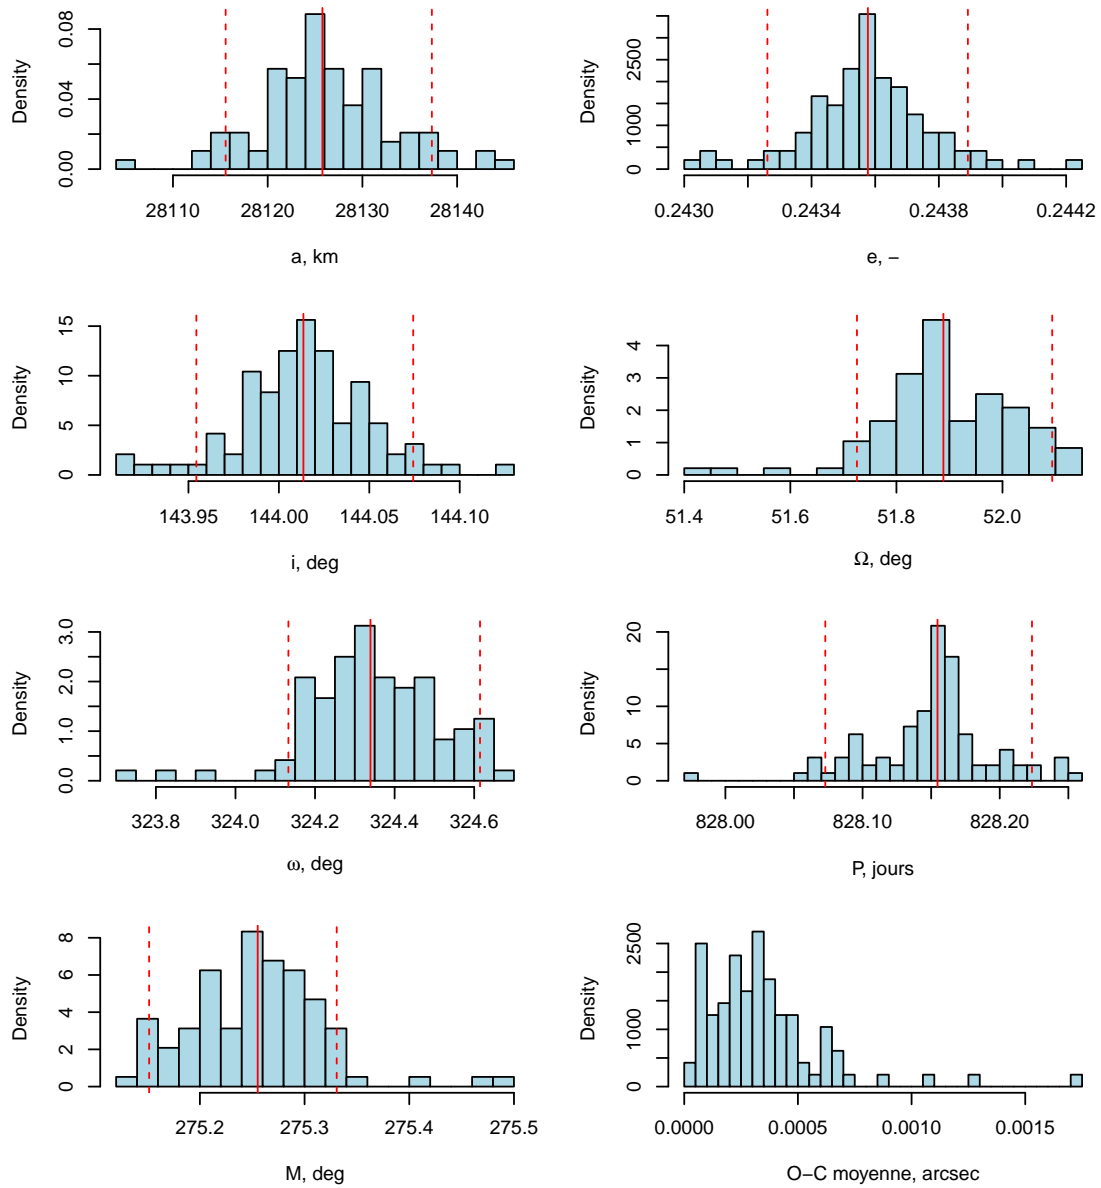 Density
0.00 0.04 0.08
28110 28120 28130 28140
a, km
Density
0 1000 2500
0.2430 0.2434 0.2438 0.2442
e, −
Density
0 5 10 15
143.95 144.00 144.05 144.10
i, deg
Density
0 1 2 3 4
51.4 51.6 51.8 52.0
Ω, deg
Density
0.0 1.0 2.0 3.0
323.8 324.0 324.2 324.4 324.6
ω, deg
Density
0 5 10 20
828.00 828.10 828.20
P, jours
Density
0 2 4 6 8
275.2 275.3 275.4 275.5
M, deg
Density
0 1000 2500
0.0000 0.0005 0.0010 0.0015
O−C moyenne, arcsec